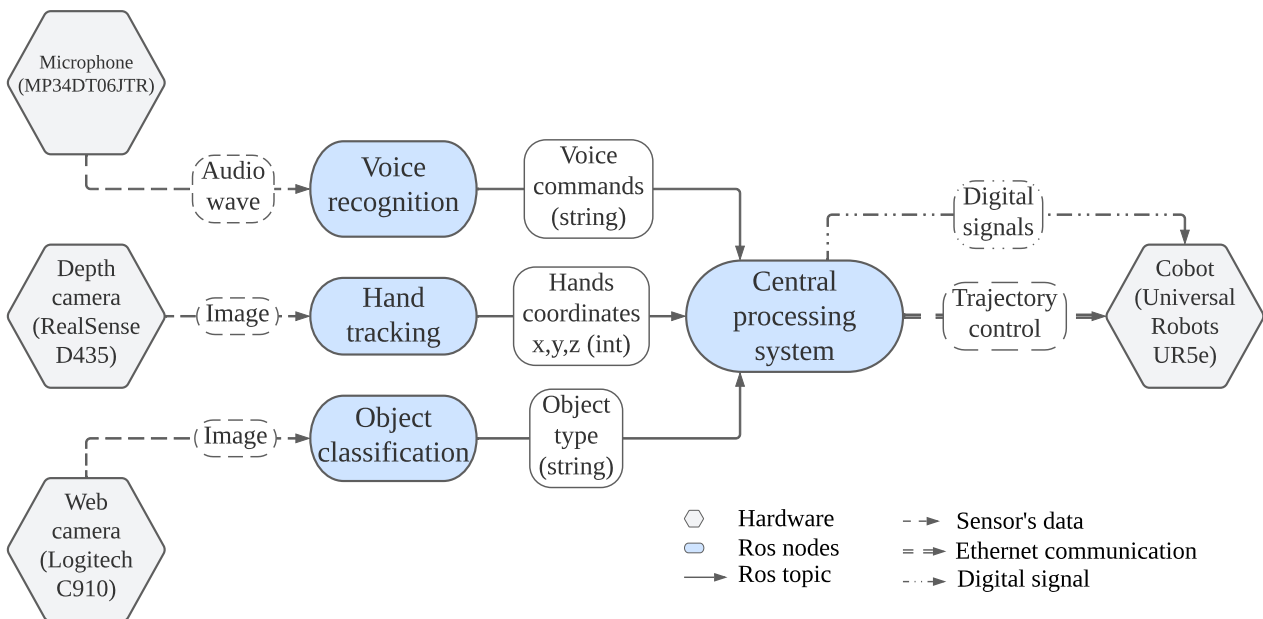 Microphone
(MP34DT06JTR)
Audio
wave
Voice
recognition
Voice
commands
(string)
Depth
camera
(RealSense
D435)
Image
Hand
tracking
Hands
coordinates
x,y,z (int)
Central
processing
system
Digital
signals
Trajectory
control
Cobot
(Universal
Robots
UR5e)
Web
camera
(Logitech
C910)
Image
Object
classification
Object
type
(string)
Hardware
Ros nodes
Ros topic
Sensor's data
Ethernet communication
Digital signal